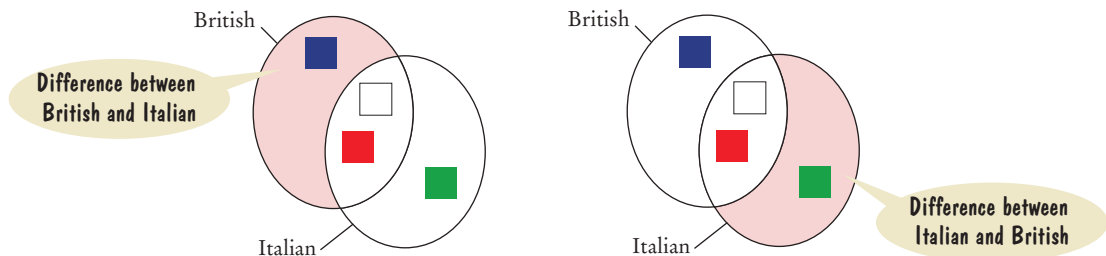 British
Difference between
British and Italian
Italian
British
Difference between
Italian and British
Italian